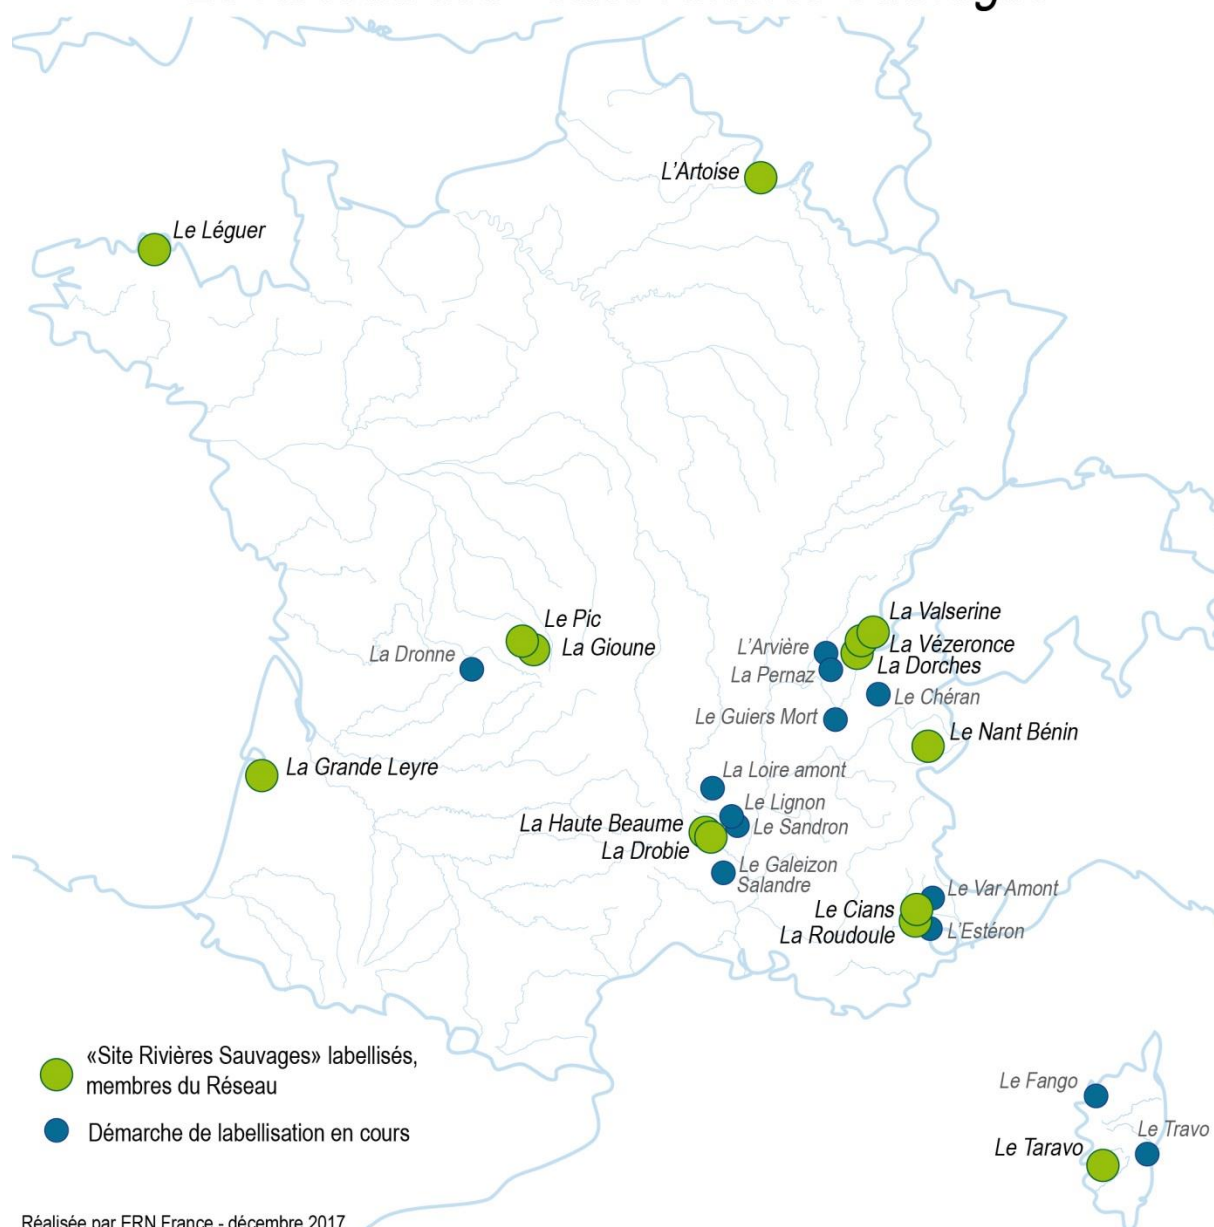 L'Artoise
Le Léguer
La Valserine
Le Pic
La Vézeronce
La Gioune
L'Arvière
La Dronne
La Dorches
La Pernaz
Le Chéran
Le Guiers Mort
Le Nant Bénin
La Grande Leyre
La Loire amont
Le Lignon
La Haute Beaume
Le Sandron
La Drobie
Le Galeizon
Salandre
Le Var Amont
Le Cians
L'Estéron
La Roudoule
«Site Rivières Sauvages» labellisés,
membres du Réseau
Démarche de labellisation en cours
Le Fango
Le Travo
Le Taravo
Réalisée par ERN France - décembre 2017